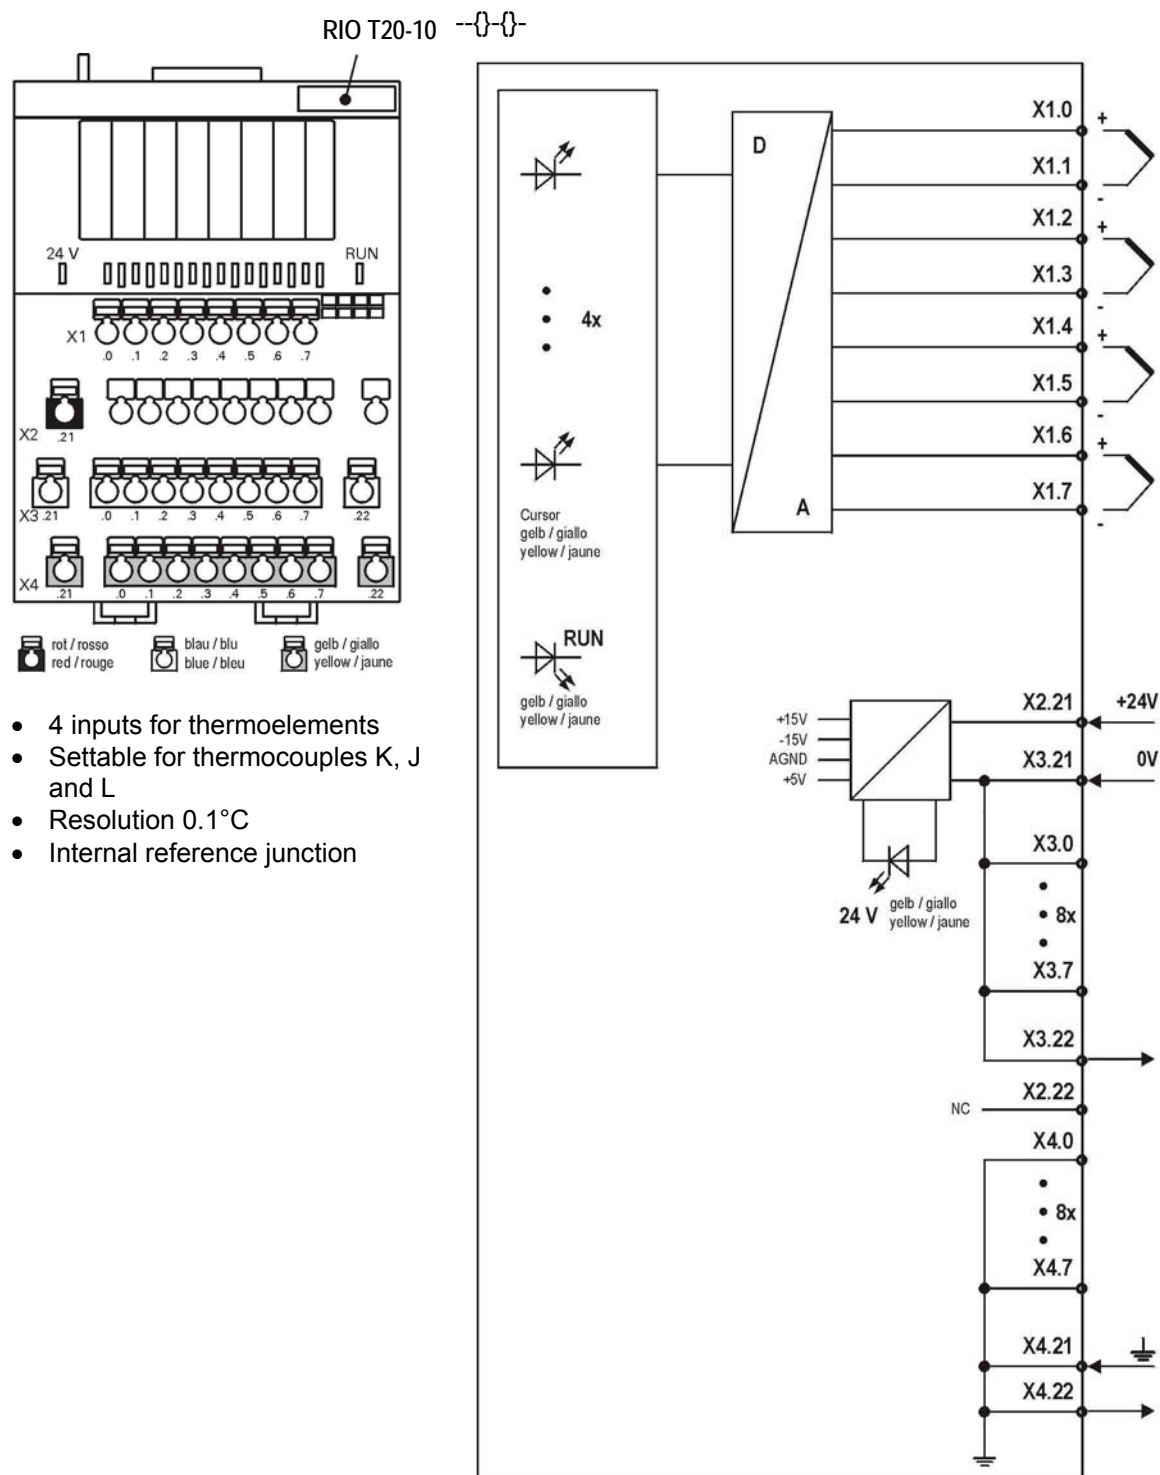 RIO T20-10 --{}-{}-
24 V
RUN
X1
.0 .1 .2 .3 .4 .5 .6 .7
X2 .21
X3 .21 .0 .1 .2 .3 .4 .5 .6 .7 .22
X4 .21 .0 .1 .2 .3 .4 .5 .6 .7 .22
rot / rosso
red / rouge
blau / blu
blue / bleu
gelb / giallo
yellow / jaune
• 4 inputs for thermoelements
• Settable for thermocouples K, J
and L
• Resolution 0.1°C
• Internal reference junction
4x
Cursor
gelb / giallo
yellow / jaune
RUN
gelb / giallo
yellow / jaune
D
A
X1.0 +
X1.1 -
X1.2 +
X1.3 -
X1.4 +
X1.5 -
X1.6 +
X1.7 -
+15V
-15V
AGND
+5V
24 V
gelb / giallo
yellow / jaune
X2.21 +24V
X3.21 0V
X3.0
8x
X3.7
X3.22
X2.22
NC
X4.0
8x
X4.7
X4.21
X4.22